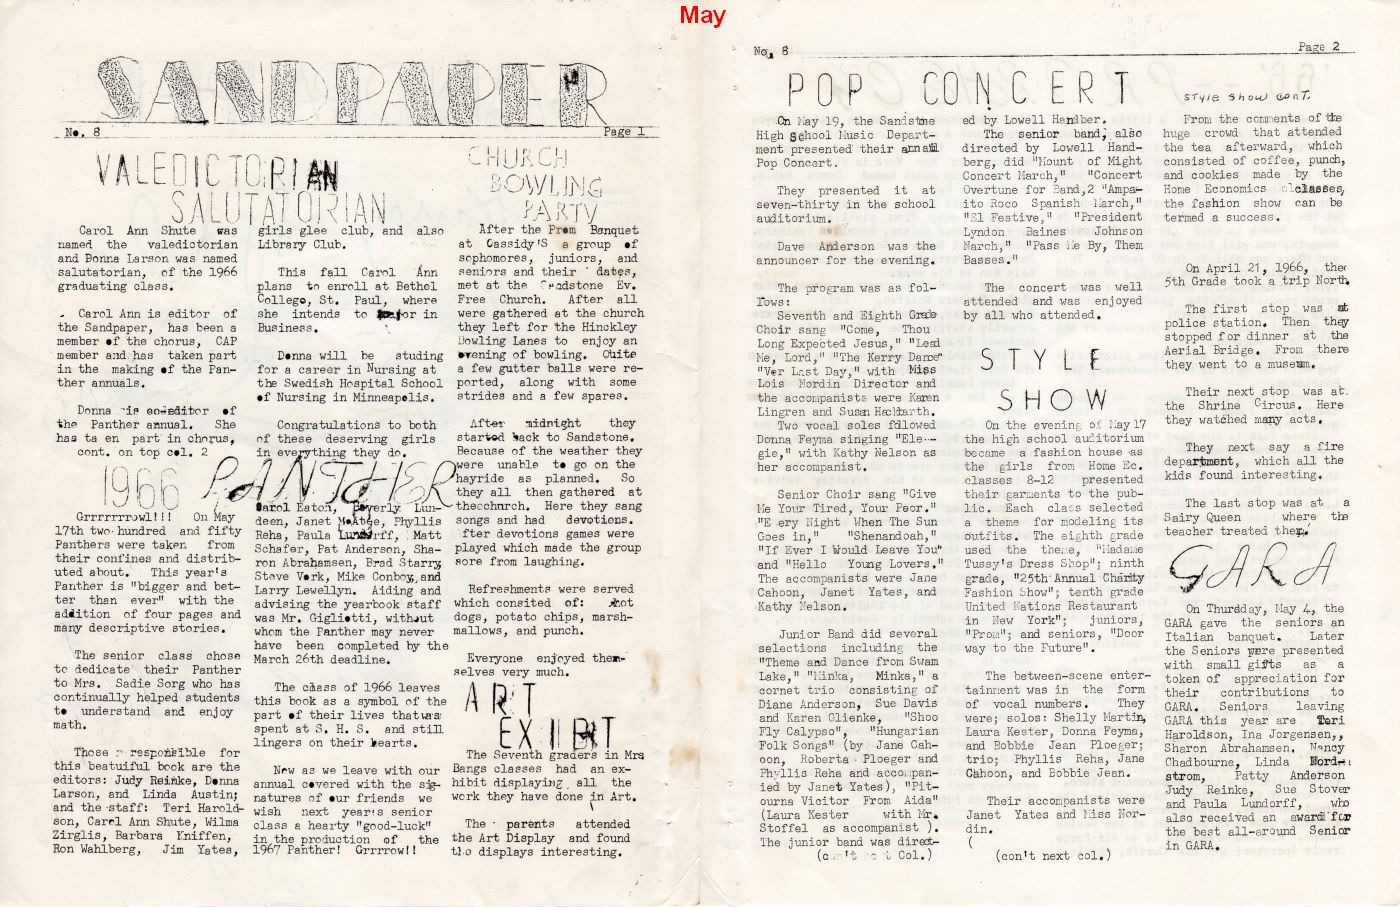 May
SANDPAPER
No. 8
Page 1
VALEDICTORIAN
SALUTATORIAN
Carol Ann Shute was
named the valedictorian
and Donna Larson was named
salutatorian, of the 1966
graduating class.
Carol Ann is editor of
the Sandpaper, has been a
member of the chorus, CAP
member and has taken part
in the making of the Pan-
ther annuals.
Donna is co-editor of
the Panther annual. She
has ta en part in chorus,
cont. on top col. 2
girls glee club, and also
Library Club.
This fall Carol Ann
plans to enroll at Bethel
College, St. Paul, where
she intends to major in
Business.
Donna will be studing
for a career in Nursing at
the Swedish Hospital School
of Nursing in Minneapolis.
Congratulations to both
of these deserving girls
in everything they do.
1966 PANTHER
Grrrrrrowl!!! On May
17th two hundred and fifty
Panthers were taken from
their confines and distrib-
uted about. This year's
Panther is "bigger and bet-
ter than ever" with the
addition of four pages and
many descriptive stories.
The senior class chose
to dedicate their Panther
to Mrs. Sadie Sorg who has
continually helped students
to understand and enjoy
math.
Those responsible for
this beatuiful book are the
editors: Judy Reinke, Donna
Larson, and Linda Austin;
and the staff: Teri Harold-
son, Carol Ann Shute, Wilma
Zirglis, Barbara Kniffen,
Ron Wahlberg, Jim Yates,
Carol Eaton, Beverly Lun-
deen, Janet McAtee, Phyllis
Reha, Paula Lundorff, Matt
Schafer, Pat Anderson, Sha-
ron Abrahamsen, Brad Starry,
Steve Vork, Mike Conboy, and
Larry Lewellyn. Aiding and
advising the yearbook staff
was Mr. Gigliotti, without
whom the Panther may never
have been completed by the
March 26th deadline.
The class of 1966 leaves
this book as a symbol of the
part of their lives that was
spent at S. H. S. and still
lingers on their hearts.
Now as we leave with our
annual covered with the sig-
natures of our friends we
wish next year's senior
class a hearty "good-luck"
in the production of the
1967 Panther! Grrrrow!!
CHURCH
BOWLING
PARTY
After the Prom Banquet
at Cassidy'S a group of
sophomores, juniors, and
seniors and their dates,
met at the Sandstone Ev.
Free Church. After all
were gathered at the church
they left for the Hinckley
Bowling Lanes to enjoy an
evening of bowling. Quite
a few gutter balls were re-
ported, along with some
strides and a few spares.
After midnight they
started back to Sandstone.
Because of the weather they
were unable to go on the
hayride as planned. So
they all then gathered at
thecchurch. Here they sang
songs and had devotions.
fter devotions games were
played which made the group
sore from laughing.
Refreshments were served
which consited of: hot
dogs, potato chips, marsh-
mallows, and punch.
Everyone enjoyed them-
selves very much.
ART
EXIBIT
The Seventh graders in Mrs
Bangs classes had an ex-
hibit displaying all the
work they have done in Art.
The parents attended
the Art Display and found
the displays interesting.
No. 8
Page 2
POP CONCERT
On May 19, the Sandstone
High School Music Depart-
ment presented their annual
Pop Concert.
They presented it at
seven-thirty in the school
auditorium.
Dave Anderson was the
announcer for the evening.
The program was as fol-
lows:
Seventh and Eighth Grade
Choir sang "Come, Thou
Long Expected Jesus," "Lead
Me, Lord," "The Kerry Dance"
"Ver Last Day," with Miss
Lois Nordin Director and
the accompanists were Karen
Lingren and Susan Hackbarth.
Two vocal soles followed
Donna Feyma singing "Ele-
gie," with Kathy Nelson as
her accompanist.
Senior Choir sang "Give
Me Your Tired, Your Poor."
"E ery Night When The Sun
Goes in," "Shenandoah,"
"If Ever I Would Leave You"
and "Hello Young Lovers."
The accompanists were Jane
Cahoon, Janet Yates, and
Kathy Nelson.
Junior Band did several
selections including the
"Theme and Dance from Swam
Lake," "Minka, Minka," a
cornet trio consisting of
Diane Anderson, Sue Davis
and Karen Glienke, "Shoo
Fly Calypso", "Hungarian
Folk Songs" (by Jane Cah-
oon, Roberta Ploeger and
Phyllis Reha and accompan-
ied by Janet Yates), "Pit-
ourna Vicitor From Aida"
(Laura Kester with Mr.
Stoffel as accompanist ).
The junior band was direct-
(con't next Col.)
ed by Lowell Handber.
The senior band, also
directed by Lowell Hand-
berg, did "Mount of Might
Concert March," "Concert
Overtune for Band,2 "Ampa-
ito Roco Spanish March,"
"El Festive," "President
Lyndon Baines Johnson
March," "Pass Me By, Them
Basses."
The concert was well
attended and was enjoyed
by all who attended.
STYLE
SHOW
On the evening of May 17
the high school auditorium
became a fashion house as
the girls from Home Ec.
classes 8-12 presented
their garments to the pub-
lic. Each class selected
a theme for modeling its
outfits. The eighth grade
used the theme, "Madame
Tussy's Dress Shop"; ninth
grade, "25th Annual Charity
Fashion Show"; tenth grade
United Nations Restaurant
in New York"; juniors,
"Prom"; and seniors, "Door
way to the Future".
The between-scene enter-
tainment was in the form
of vocal numbers. They
were; solos: Shelly Martin,
Laura Kester, Donna Feyma,
and Bobbie Jean Ploeger;
trio; Phyllis Reha, Jane
Cahoon, and Bobbie Jean.
Their accompanists were
Janet Yates and Miss Nor-
din.
(
(con't next col.)
Style Show cont.
From the comments of the
huge crowd that attended
the tea afterward, which
consisted of coffee, punch,
and cookies made by the
Home Economics classes,
the fashion show can be
termed a success.
On April 21, 1966, the
5th Grade took a trip North.
The first stop was at
police station. Then they
stopped for dinner at the
Aerial Bridge. From there
they went to a museum.
Their next stop was at
the Shrine Circus. Here
they watched many acts.
They next say a fire
department, which all the
kids found interesting.
The last stop was at a
Sairy Queen where the
teacher treated them.
GARA
On Thursday, May 4, the
GARA gave the seniors an
Italian banquet. Later
the Seniors were presented
with small gifts as a
token of appreciation for
their contributions to
GARA. Seniors leaving
GARA this year are Teri
Haroldson, Ina Jorgensen,,
Sharon Abrahamsen, Nancy
Chadbourne, Linda Nord-
strom, Patty Anderson
Judy Reinke, Sue Stover
and Paula Lundorff, who
also received an award for
the best all-around Senior
in GARA.